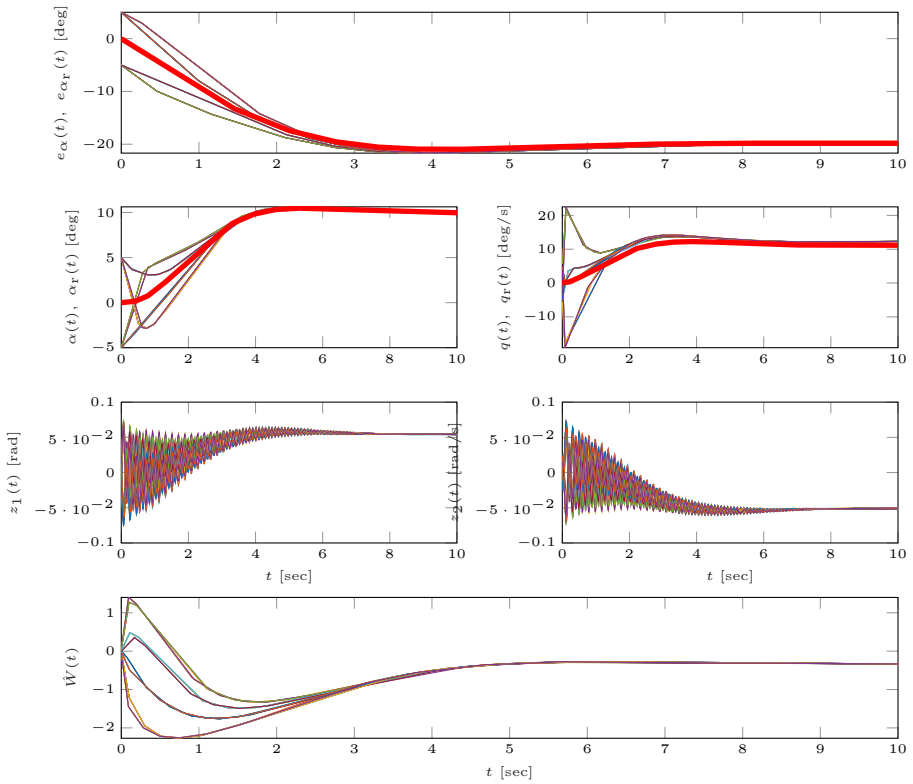 0
−10
−20
e_α(t), e_{α_r}(t) [deg]
0 1 2 3 4 5 6 7 8 9 10
10
5
0
−5
α(t), α_r(t) [deg]
0 2 4 6 8 10
20
10
0
−10
q(t), q_r(t) [deg/s]
0 2 4 6 8 10
0.1
5 · 10^{−2}
0
−5 · 10^{−2}
−0.1
z_1(t) [rad]
0 2 4 6 8 10
t [sec]
0.1
5 · 10^{−2}
0
−5 · 10^{−2}
−0.1
z_2(t) [rad/s]
0 2 4 6 8 10
t [sec]
1
0
−1
−2
Ŵ(t)
0 1 2 3 4 5 6 7 8 9 10
t [sec]